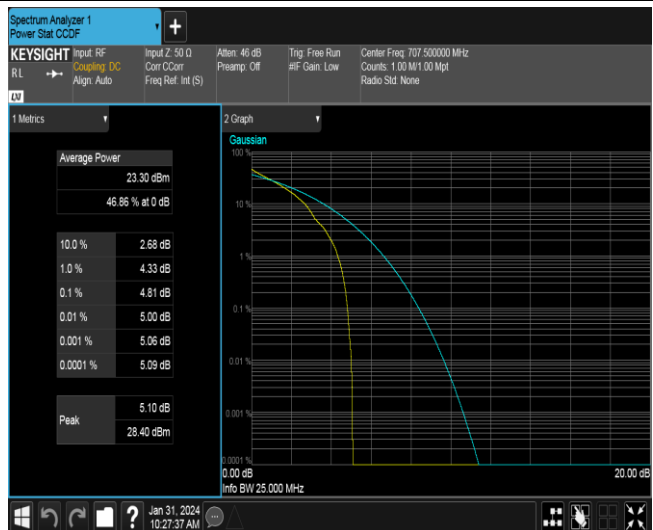 Spectrum Analyzer 1
Power Stat CCDF
+
KEYSIGHT
RL
Input: RF
Coupling: DC
Align: Auto
Input Z: 50 Ω
Corr CCorr
Freq Ref: Int (S)
Atten: 46 dB
Preamp: Off
Trig: Free Run
#IF Gain: Low
Center Freq: 707.500000 MHz
Counts: 1.00 M/1.00 Mpt
Radio Std: None
LXI
1 Metrics
Average Power
23.30 dBm
46.86 % at 0 dB
10.0 % 2.68 dB
1.0 % 4.33 dB
0.1 % 4.81 dB
0.01 % 5.00 dB
0.001 % 5.06 dB
0.0001 % 5.09 dB
Peak
5.10 dB
28.40 dBm
2 Graph
Gaussian
100 %
10 %
1 %
0.1 %
0.01 %
0.001 %
0.0001 %
0.00 dB
20.00 dB
Info BW 25.000 MHz
?
Jan 31, 2024
10:27:37 AM